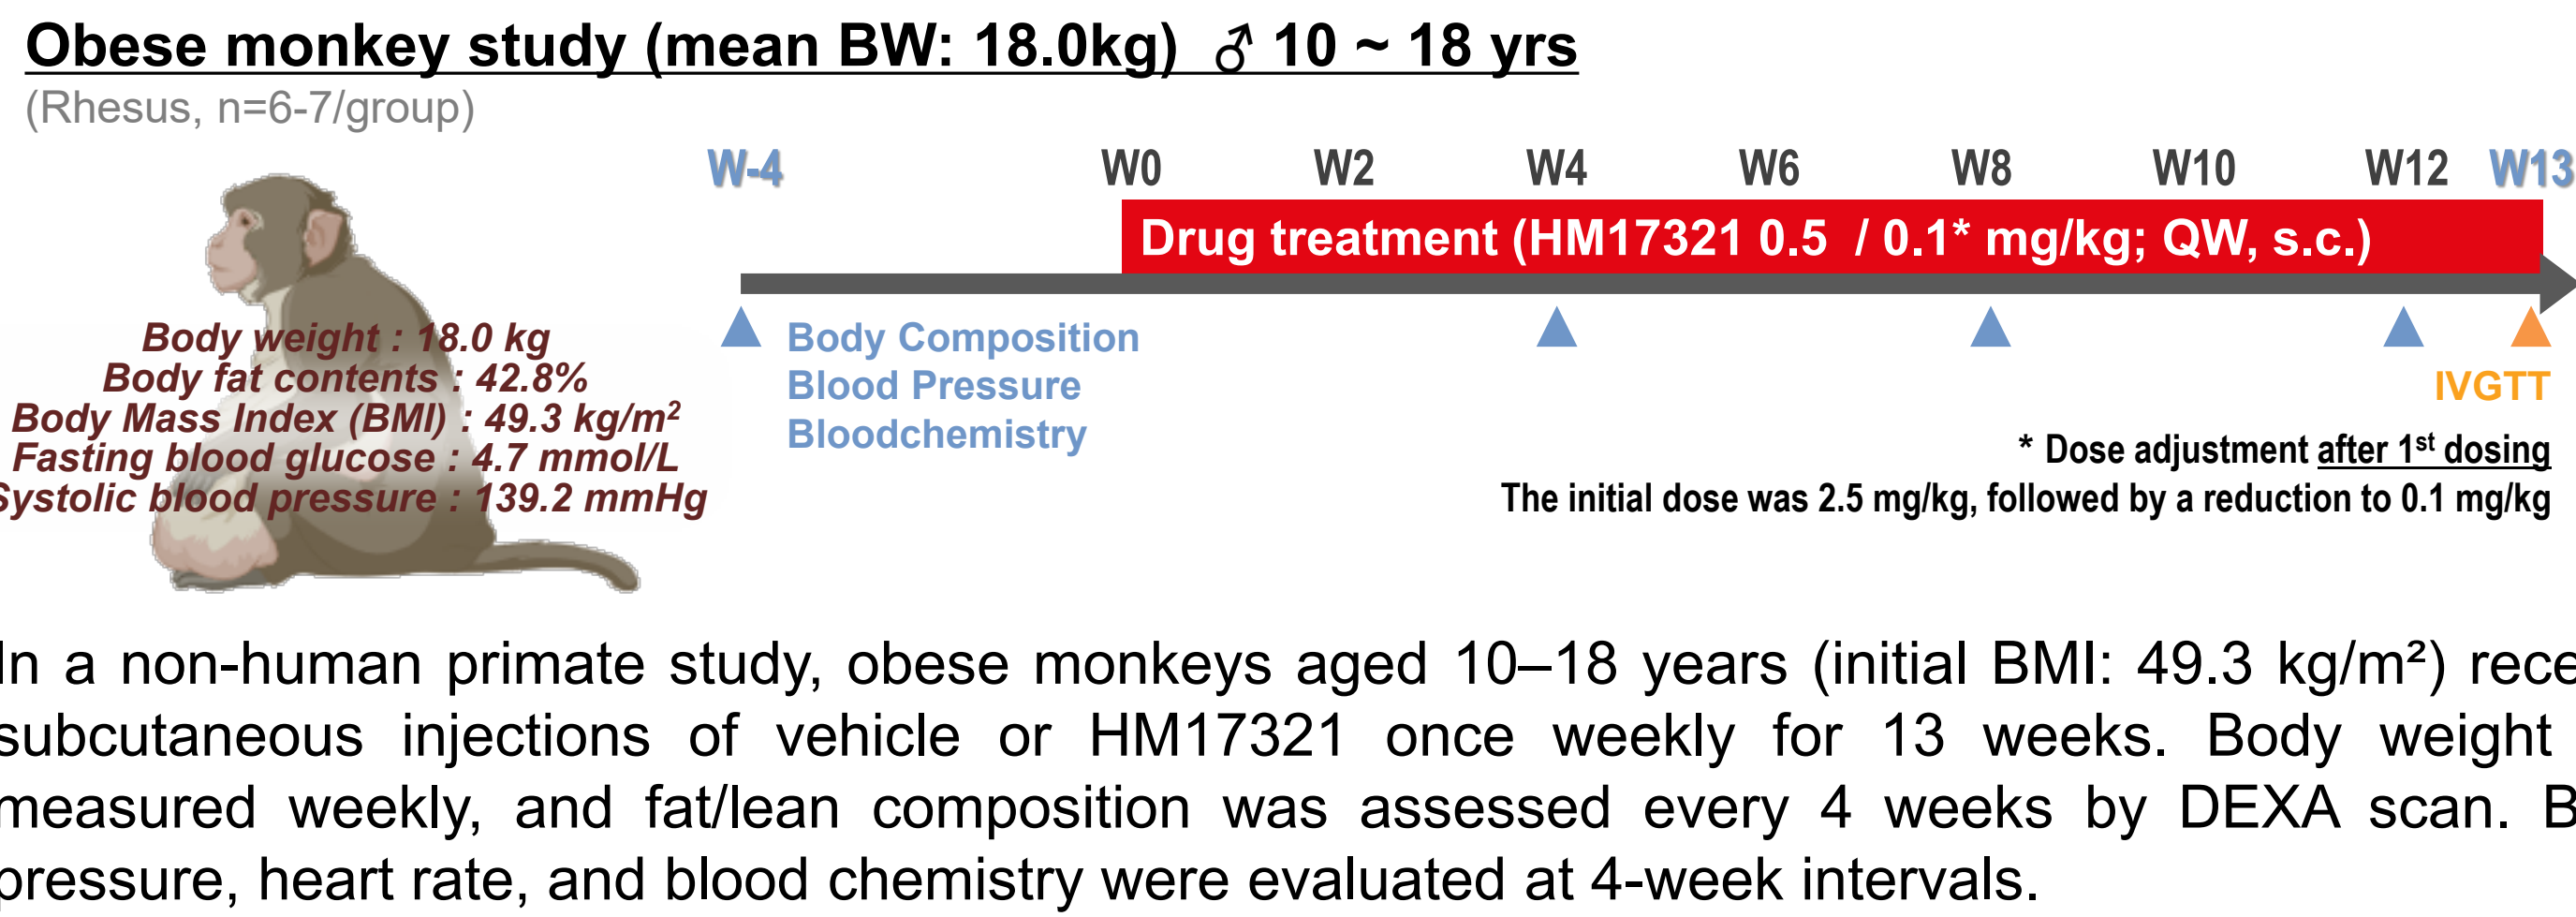 Obese monkey study (mean BW: 18.0kg) ♂ 10 ~ 18 yrs
(Rhesus, n=6-7/group)
W-4 W0 W2 W4 W6 W8 W10 W12 W13
Drug treatment (HM17321 0.5 / 0.1* mg/kg; QW, s.c.)
Body weight : 18.0 kg
Body fat contents : 42.8%
Body Mass Index (BMI) : 49.3 kg/m²
Fasting blood glucose : 4.7 mmol/L
Systolic blood pressure : 139.2 mmHg
Body Composition
Blood Pressure
Bloodchemistry
IVGTT
* Dose adjustment after 1st dosing
The initial dose was 2.5 mg/kg, followed by a reduction to 0.1 mg/kg
In a non-human primate study, obese monkeys aged 10–18 years (initial BMI: 49.3 kg/m²) rece
subcutaneous injections of vehicle or HM17321 once weekly for 13 weeks. Body weight
measured weekly, and fat/lean composition was assessed every 4 weeks by DEXA scan. B
pressure, heart rate, and blood chemistry were evaluated at 4-week intervals.